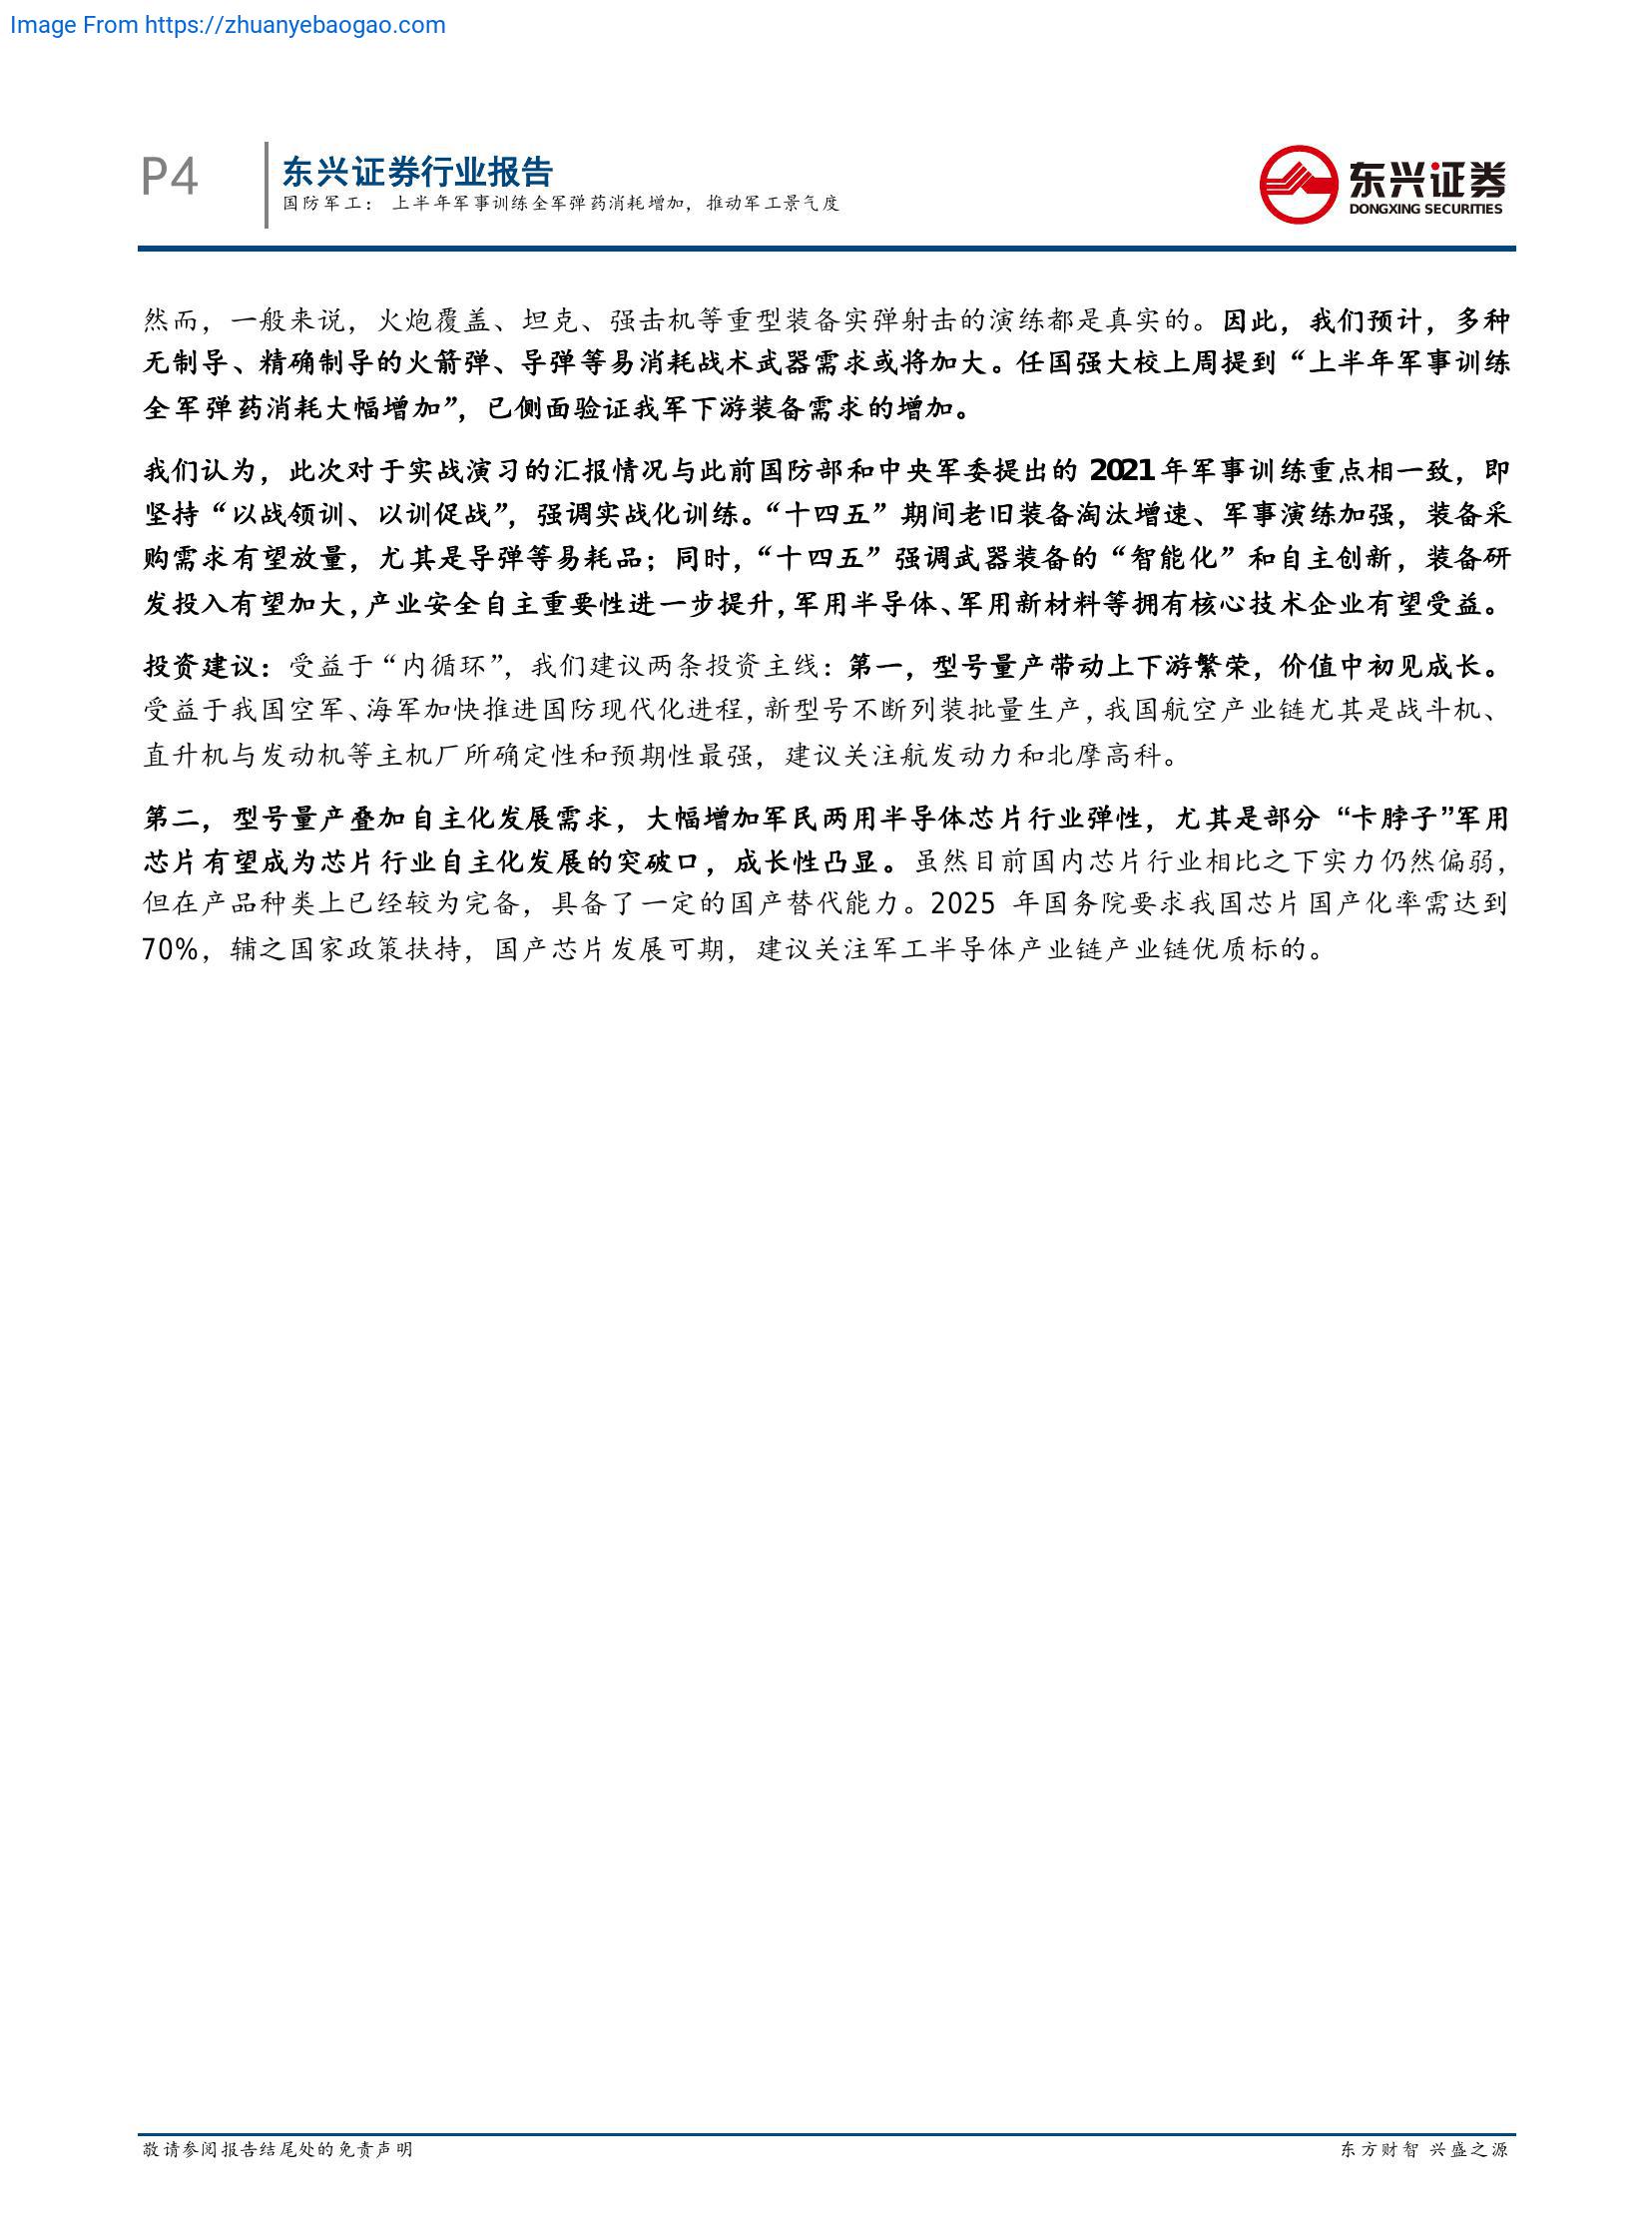 Image From https://zhuanyebaogao.com
P4
东兴证券行业报告
国防军工： 上半年军事训练全军弹药消耗增加，推动军工景气度
东兴证券
DONGXING SECURITIES
然而，一般来说，火炮覆盖、坦克、强击机等重型装备实弹射击的演练都是真实的。因此，我们预计，多种
无制导、精确制导的火箭弹、导弹等易消耗战术武器需求或将加大。任国强大校上周提到“上半年军事训练
全军弹药消耗大幅增加”，已侧面验证我军下游装备需求的增加。
我们认为，此次对于实战演习的汇报情况与此前国防部和中央军委提出的 2021 年军事训练重点相一致，即
坚持“以战领训、以训促战”，强调实战化训练。“十四五”期间老旧装备淘汰增速、军事演练加强，装备采
购需求有望放量，尤其是导弹等易耗品；同时，“十四五”强调武器装备的“智能化”和自主创新，装备研
发投入有望加大，产业安全自主重要性进一步提升，军用半导体、军用新材料等拥有核心技术企业有望受益。
投资建议：受益于“内循环”，我们建议两条投资主线：第一，型号量产带动上下游繁荣，价值中初见成长。
受益于我国空军、海军加快推进国防现代化进程，新型号不断列装批量生产，我国航空产业链尤其是战斗机、
直升机与发动机等主机厂所确定性和预期性最强，建议关注航发动力和北摩高科。
第二，型号量产叠加自主化发展需求，大幅增加军民两用半导体芯片行业弹性，尤其是部分 “卡脖子”军用
芯片有望成为芯片行业自主化发展的突破口，成长性凸显。虽然目前国内芯片行业相比之下实力仍然偏弱，
但在产品种类上已经较为完备，具备了一定的国产替代能力。2025 年国务院要求我国芯片国产化率需达到
70%，辅之国家政策扶持，国产芯片发展可期，建议关注军工半导体产业链产业链优质标的。
敬请参阅报告结尾处的免责声明
东方财智 兴盛之源